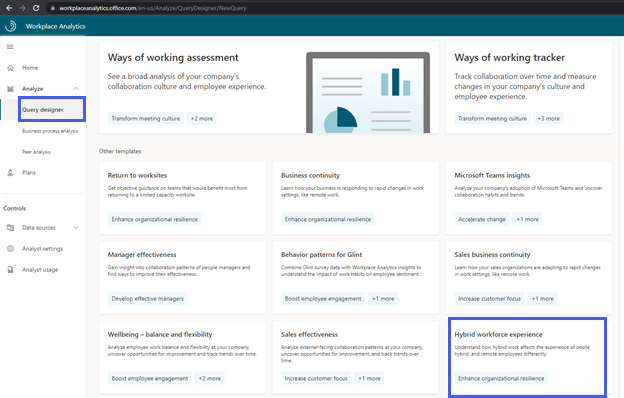 workplaceanalytics.office.com/en-us/Analyze/QueryDesigner/NewQuery
Workplace Analytics
Home
Analyze
Query designer
Business process analysis
Peer analysis
Plans
Controls
Data sources
Analyst settings
Analyst usage
Ways of working assessment
See a broad analysis of your company's
collaboration culture and employee experience.
Transform meeting culture +2 more
Ways of working tracker
Track collaboration over time and measure
changes in your company's culture and
employee experience.
Transform meeting culture +3 more
Other templates
Return to worksites
Get objective guidance on teams that would benefit most from
returning to a limited capacity worksite.
Enhance organizational resilience
Business continuity
Learn how your business is responding to rapid changes in work
settings, like remote work.
Enhance organizational resilience
Microsoft Teams insights
Analyze your company's adoption of Microsoft Teams and uncover
collaboration habits and trends.
Accelerate change +1 more
Manager effectiveness
Gain insight into collaboration patterns of people managers and
find ways to improve their effectiveness.
Develop effective managers
Behavior patterns for Glint
Combine Glint survey data with Workplace Analytics insights to
understand the impact of work habits on employee sentiment.
Boost employee engagement +1 more
Sales business continuity
Learn how your sales organizations are adapting to rapid changes
in work settings, like remote work.
Increase customer focus +1 more
Wellbeing – balance and flexibility
Analyze employee work balance and flexibility at your company,
uncover opportunities for improvement and track trends over time.
Boost employee engagement +2 more
Sales effectiveness
Analyze external-facing collaboration patterns at your company,
uncover opportunities for improvement, and track trends over
time.
Increase customer focus +1 more
Hybrid workforce experience
Understand how hybrid work affects the experience of onsite,
hybrid, and remote employees differently.
Enhance organizational resilience